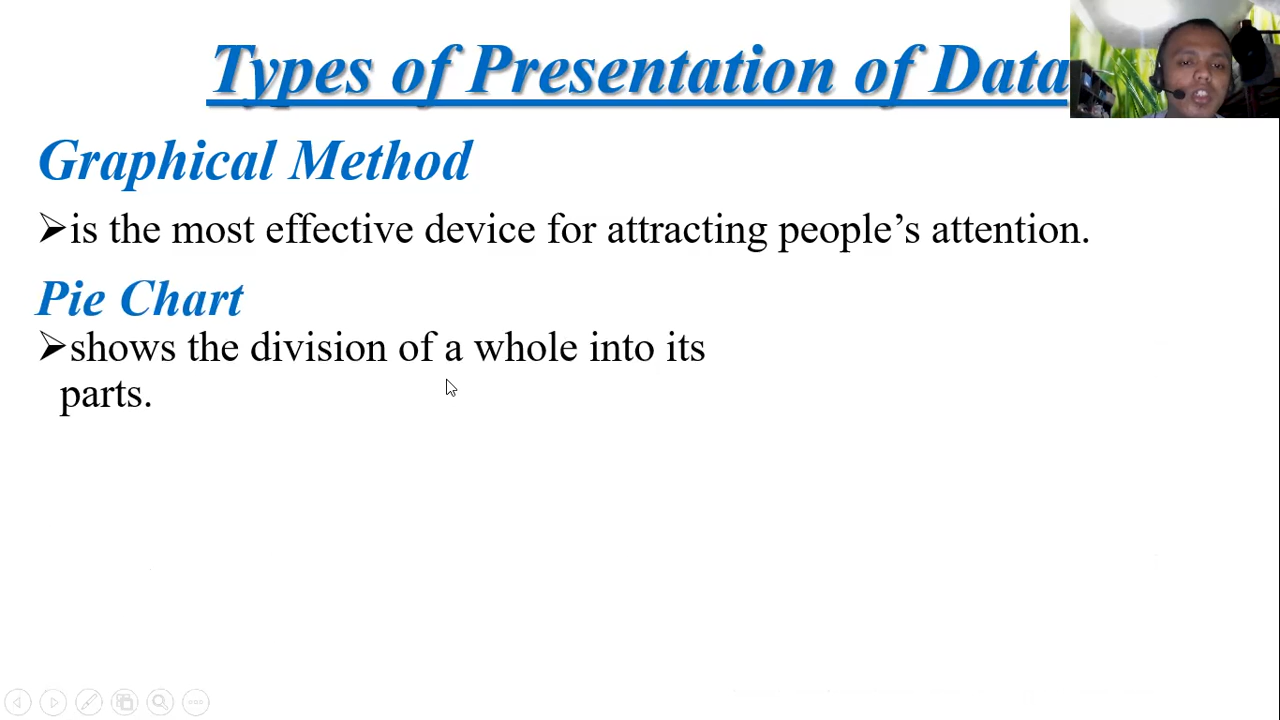 Types of Presentation of Data
Graphical Method
➢is the most effective device for attracting people’s attention.
Pie Chart
➢shows the division of a whole into its
parts.